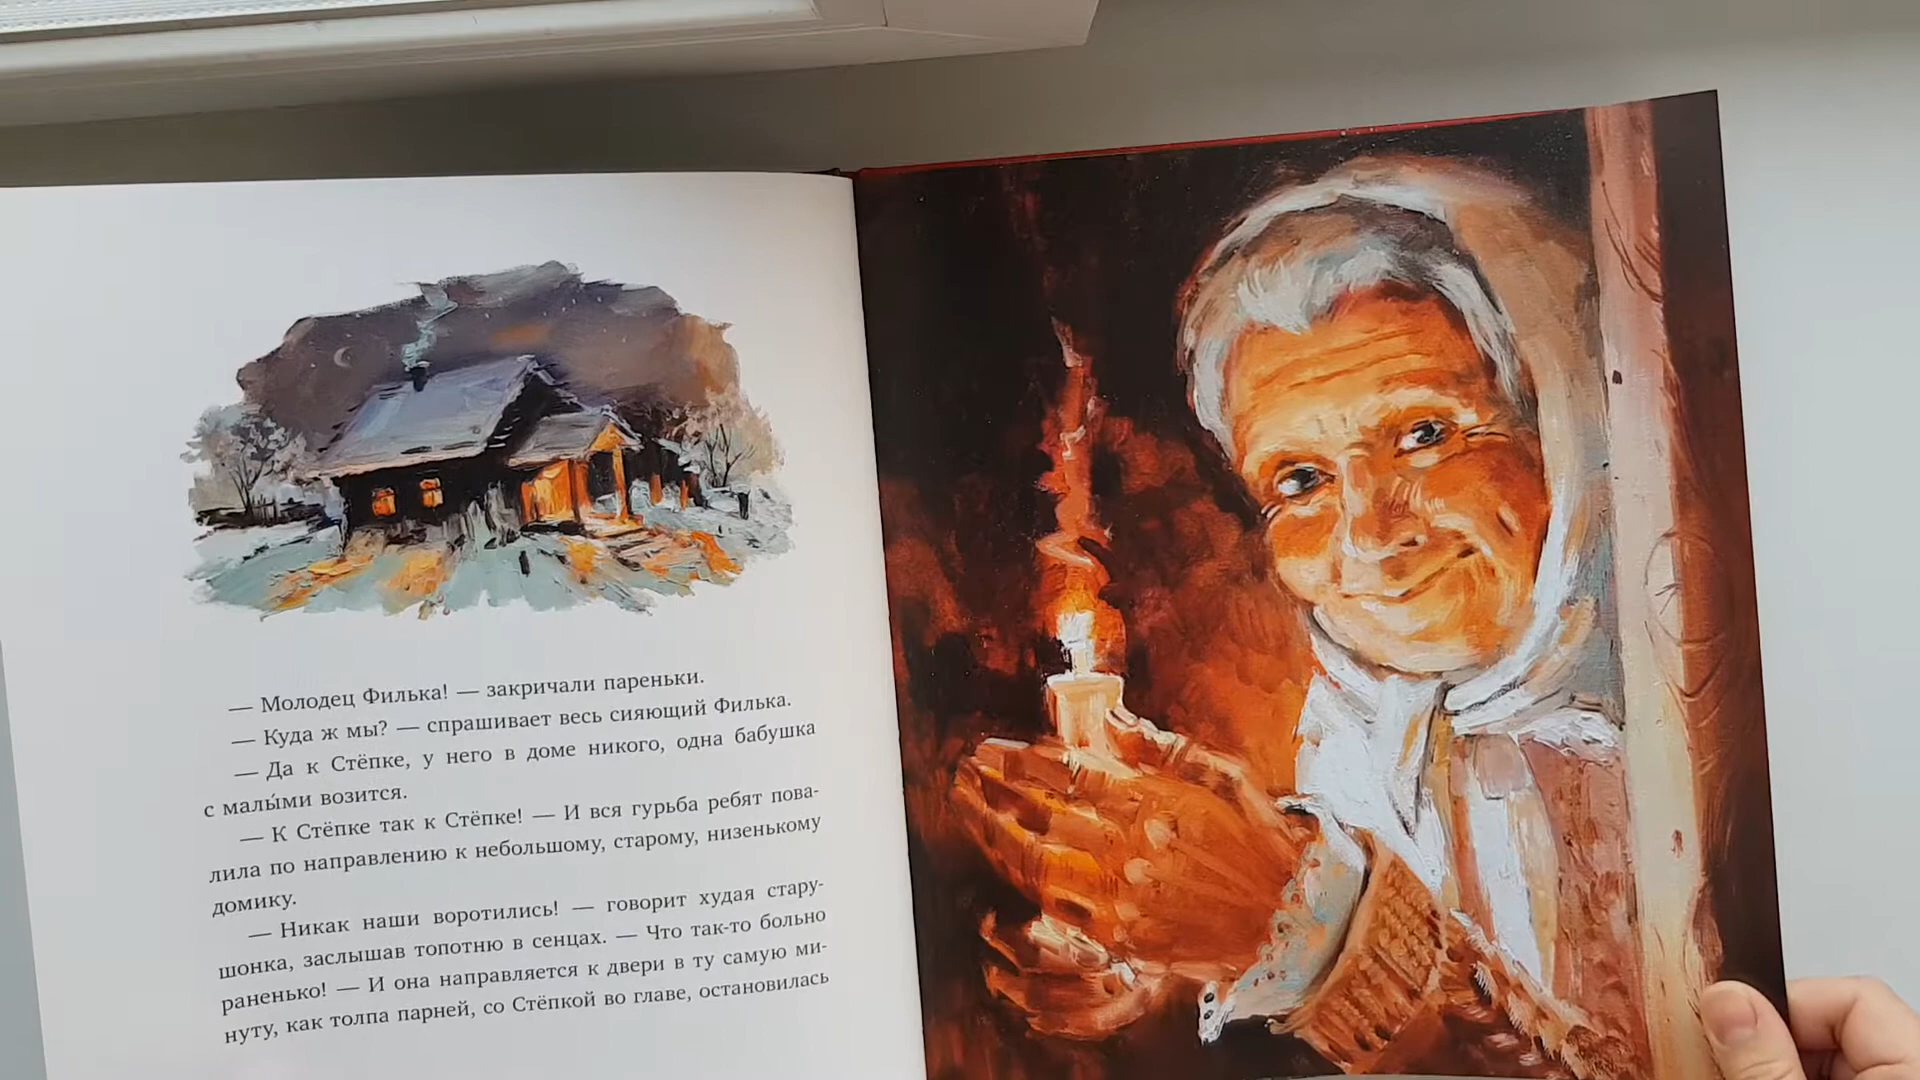 — Молодец Филька! — закричали пареньки.
— Куда ж мы? — спрашивает весь сияющий Филька.
— Да к Стёпке, у него в доме никого, одна бабушка
с малы́ми возится.
— К Стёпке так к Стёпке! — И вся гурьба ребят пова-
лила по направлению к небольшому, старому, низенькому
домику.
— Никак наши воротились! — говорит худая стару-
шонка, заслышав топотню в сенцах. — Что так-то больно
раненько! — И она направляется к двери в ту самую ми-
нуту, как толпа парней, со Стёпкой во главе, остановилась